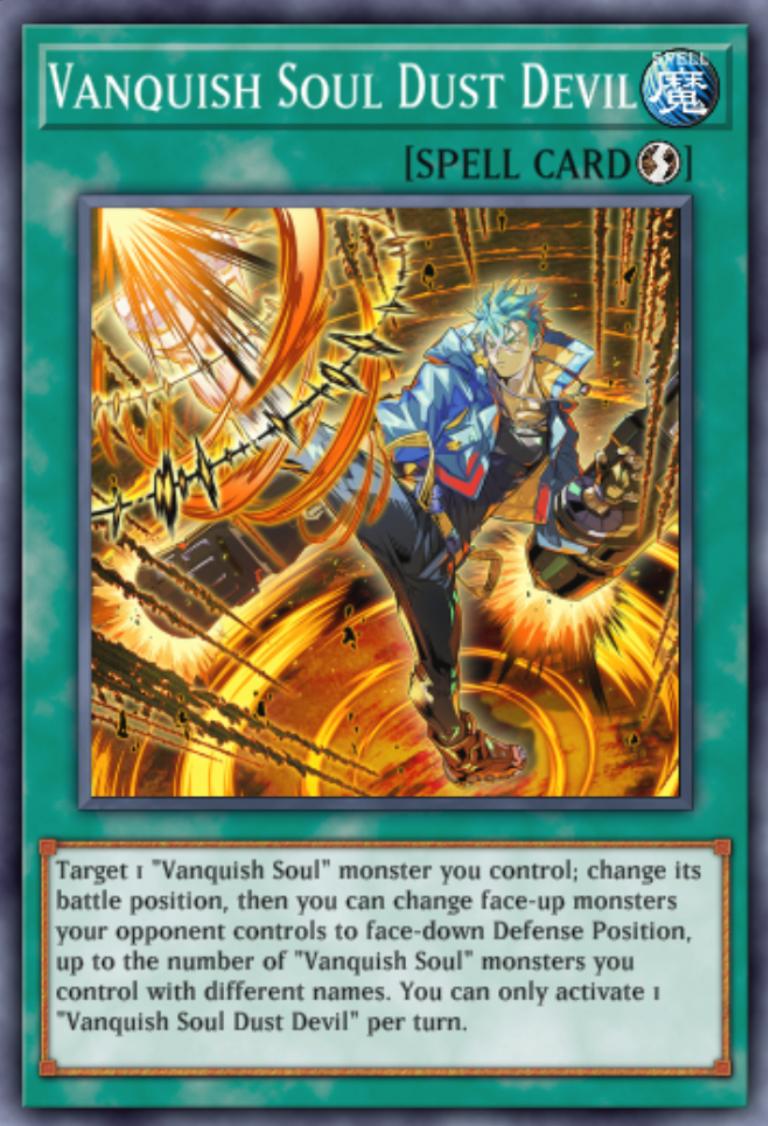 VANQUISH SOUL DUST DEVIL
SPELL
魔
[SPELL CARD]
Target 1 "Vanquish Soul" monster you control; change its
battle position, then you can change face-up monsters
your opponent controls to face-down Defense Position,
up to the number of "Vanquish Soul" monsters you
control with different names. You can only activate 1
"Vanquish Soul Dust Devil" per turn.